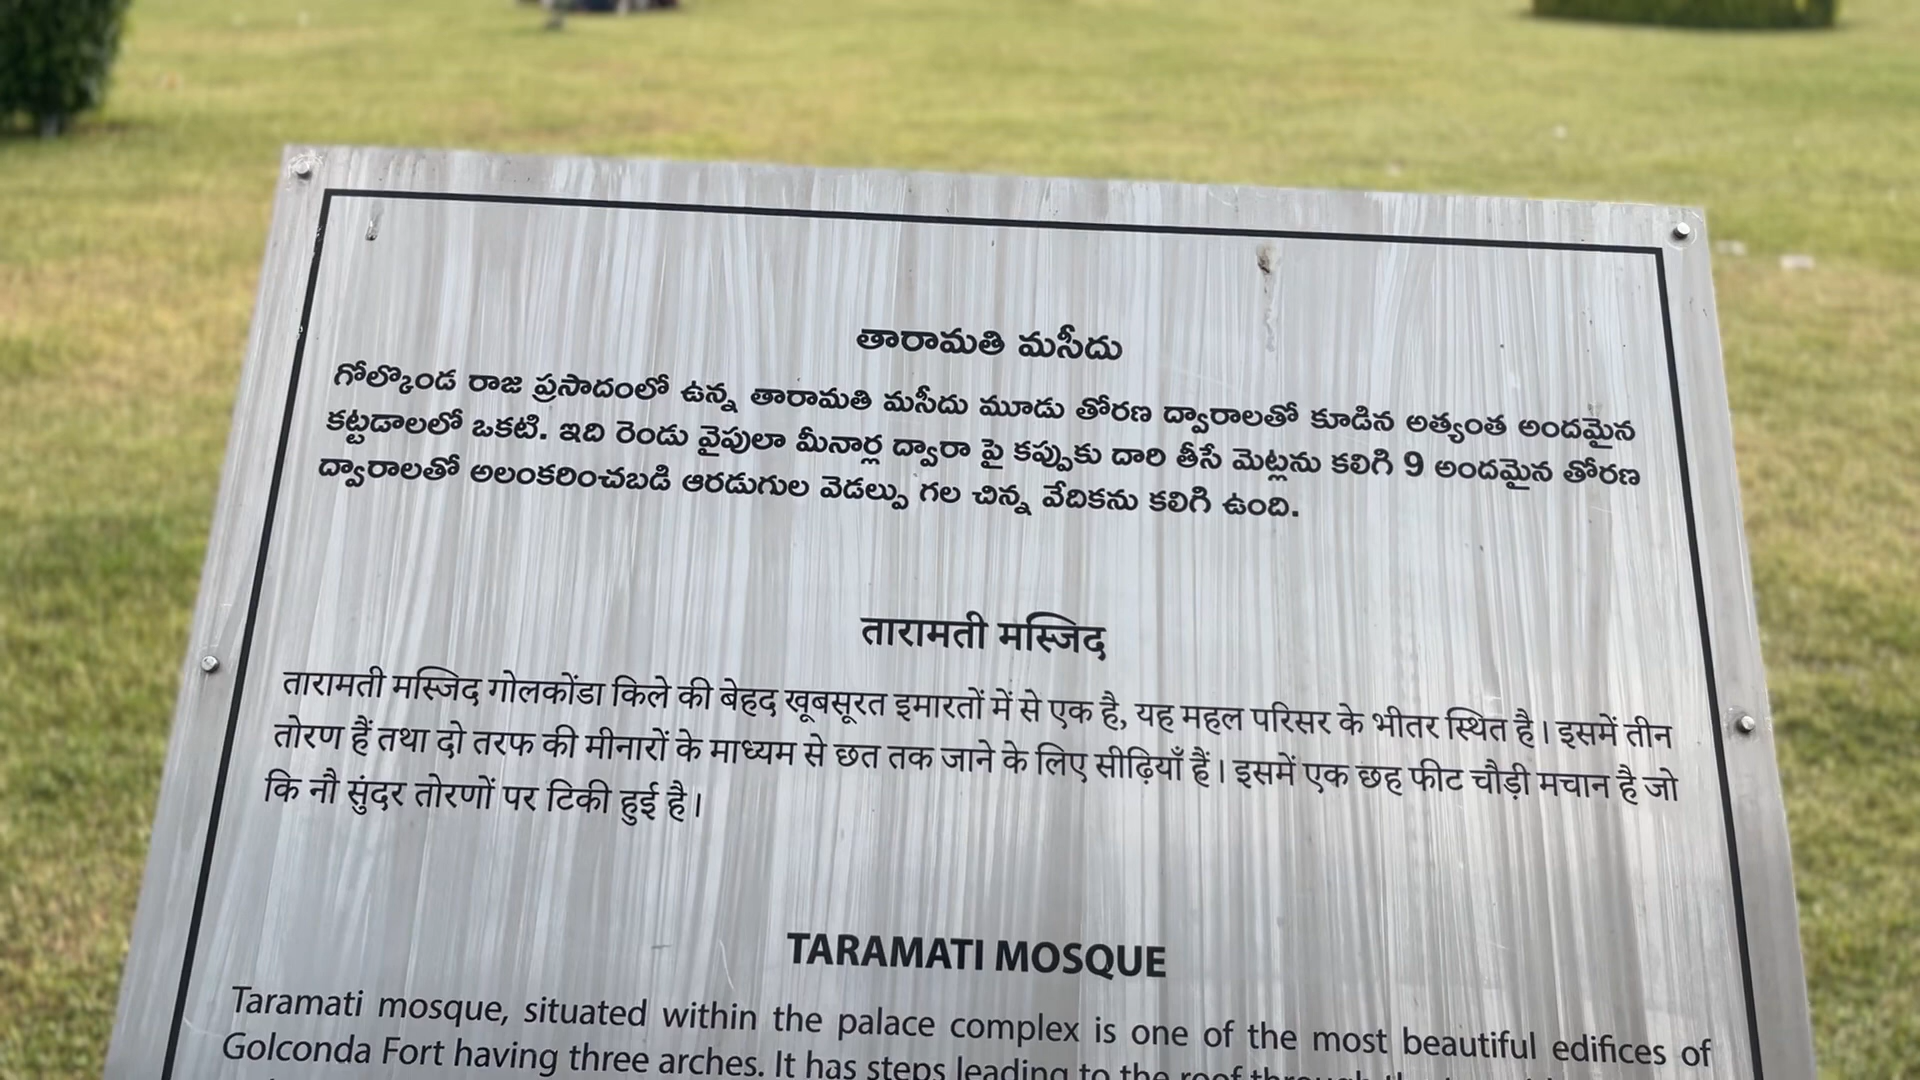 తారామతి మసీదు
గోల్కొండ రాజ ప్రసాదంలో ఉన్న తారామతి మసీదు మూడు తోరణ ద్వారాలతో కూడిన అత్యంత అందమైన
కట్టడాలలో ఒకటి. ఇది రెండు వైపులా మీనార్ల ద్వారా పై కప్పుకు దారి తీసే మెట్లను కలిగి 9 అందమైన తోరణ
ద్వారాలతో అలంకరించబడి ఆరడుగుల వెడల్పు గల చిన్న వేదికను కలిగి ఉంది.
तारामती मस्जिद
तारामती मस्जिद गोलकोंडा किले की बेहद खूबसूरत इमारतों में से एक है, यह महल परिसर के भीतर स्थित है। इसमें तीन
तोरण हैं तथा दो तरफ की मीनारों के माध्यम से छत तक जाने के लिए सीढ़ियाँ हैं। इसमें एक छह फीट चौड़ी मचान है जो
कि नौ सुंदर तोरणों पर टिकी हुई है।
TARAMATI MOSQUE
Taramati mosque, situated within the palace complex is one of the most beautiful edifices of
Golconda Fort having three arches. It has steps leading to the roof through